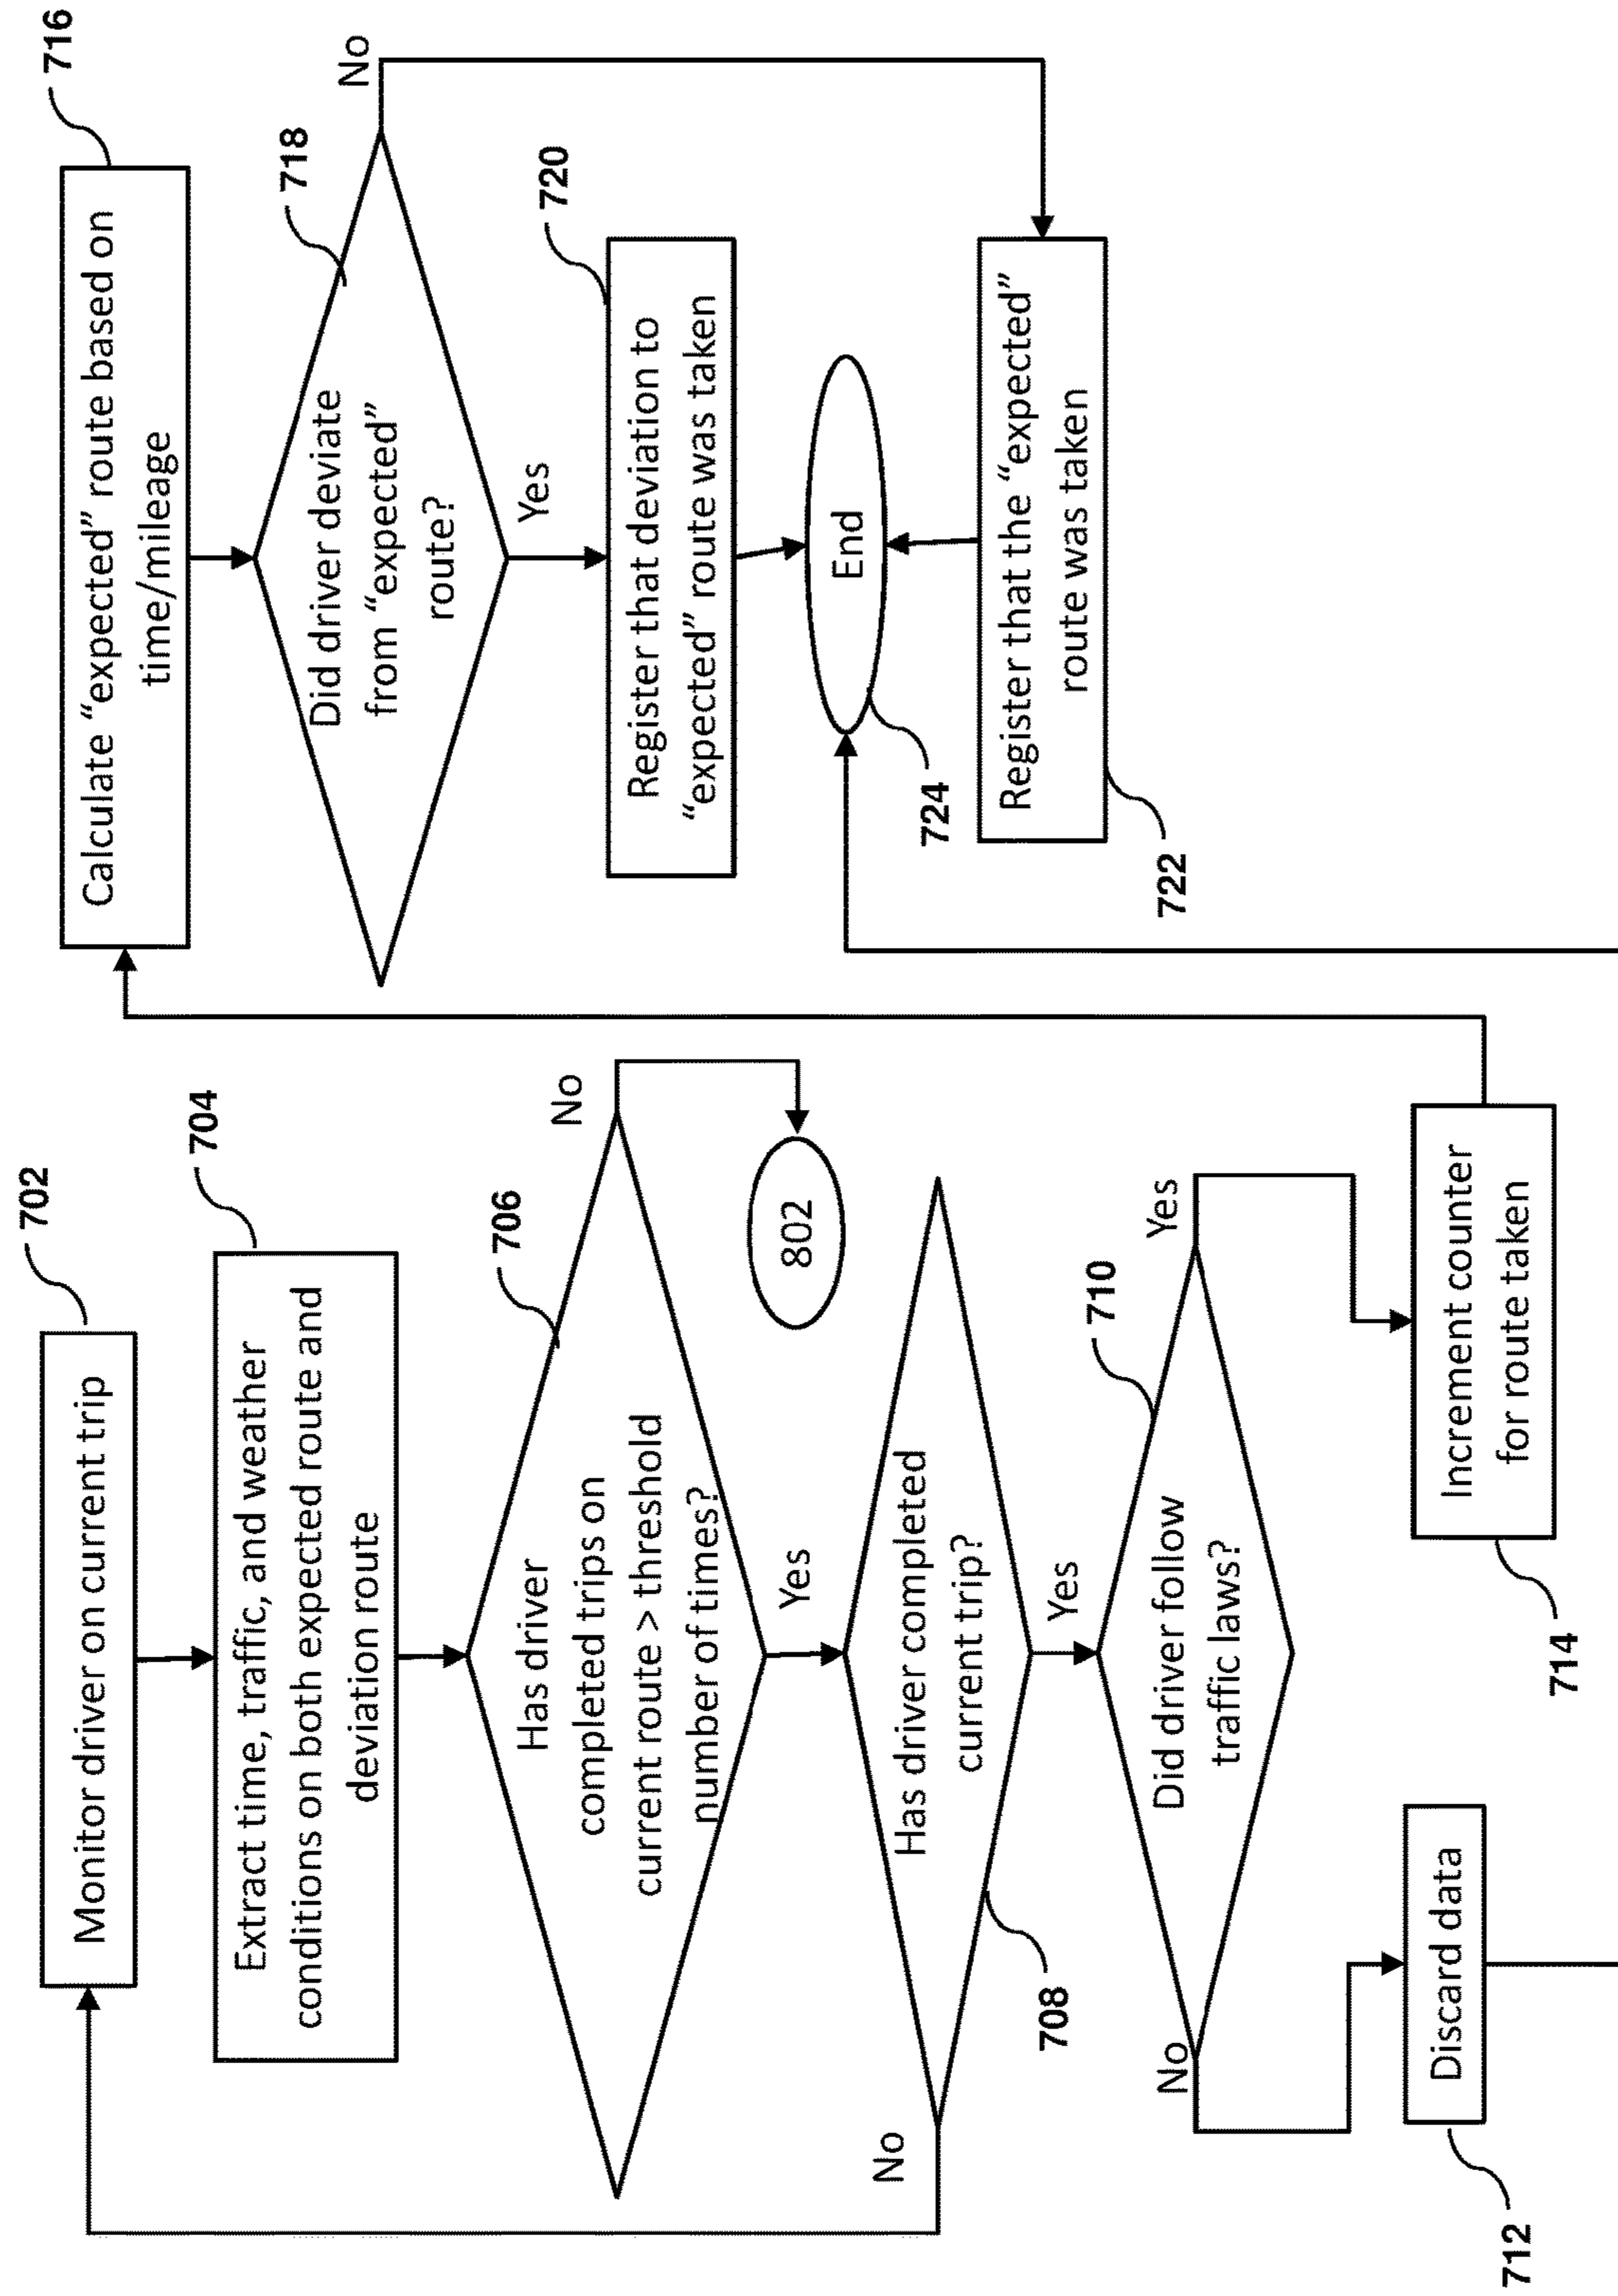 702
Monitor driver on current trip
704
Extract time, traffic, and weather
conditions on both expected route and
deviation route
706
Has driver
completed trips on
current route > threshold
number of times?
No
802
Yes
Has driver completed
current trip?
No
708
Yes
710
Did driver follow
traffic laws?
No
Yes
Discard data
712
Increment counter
for route taken
714
716
Calculate “expected” route based on
time/mileage
718
Did driver deviate
from “expected”
route?
No
Yes
720
Register that deviation to
“expected” route was taken
End
724
Register that the “expected”
route was taken
722